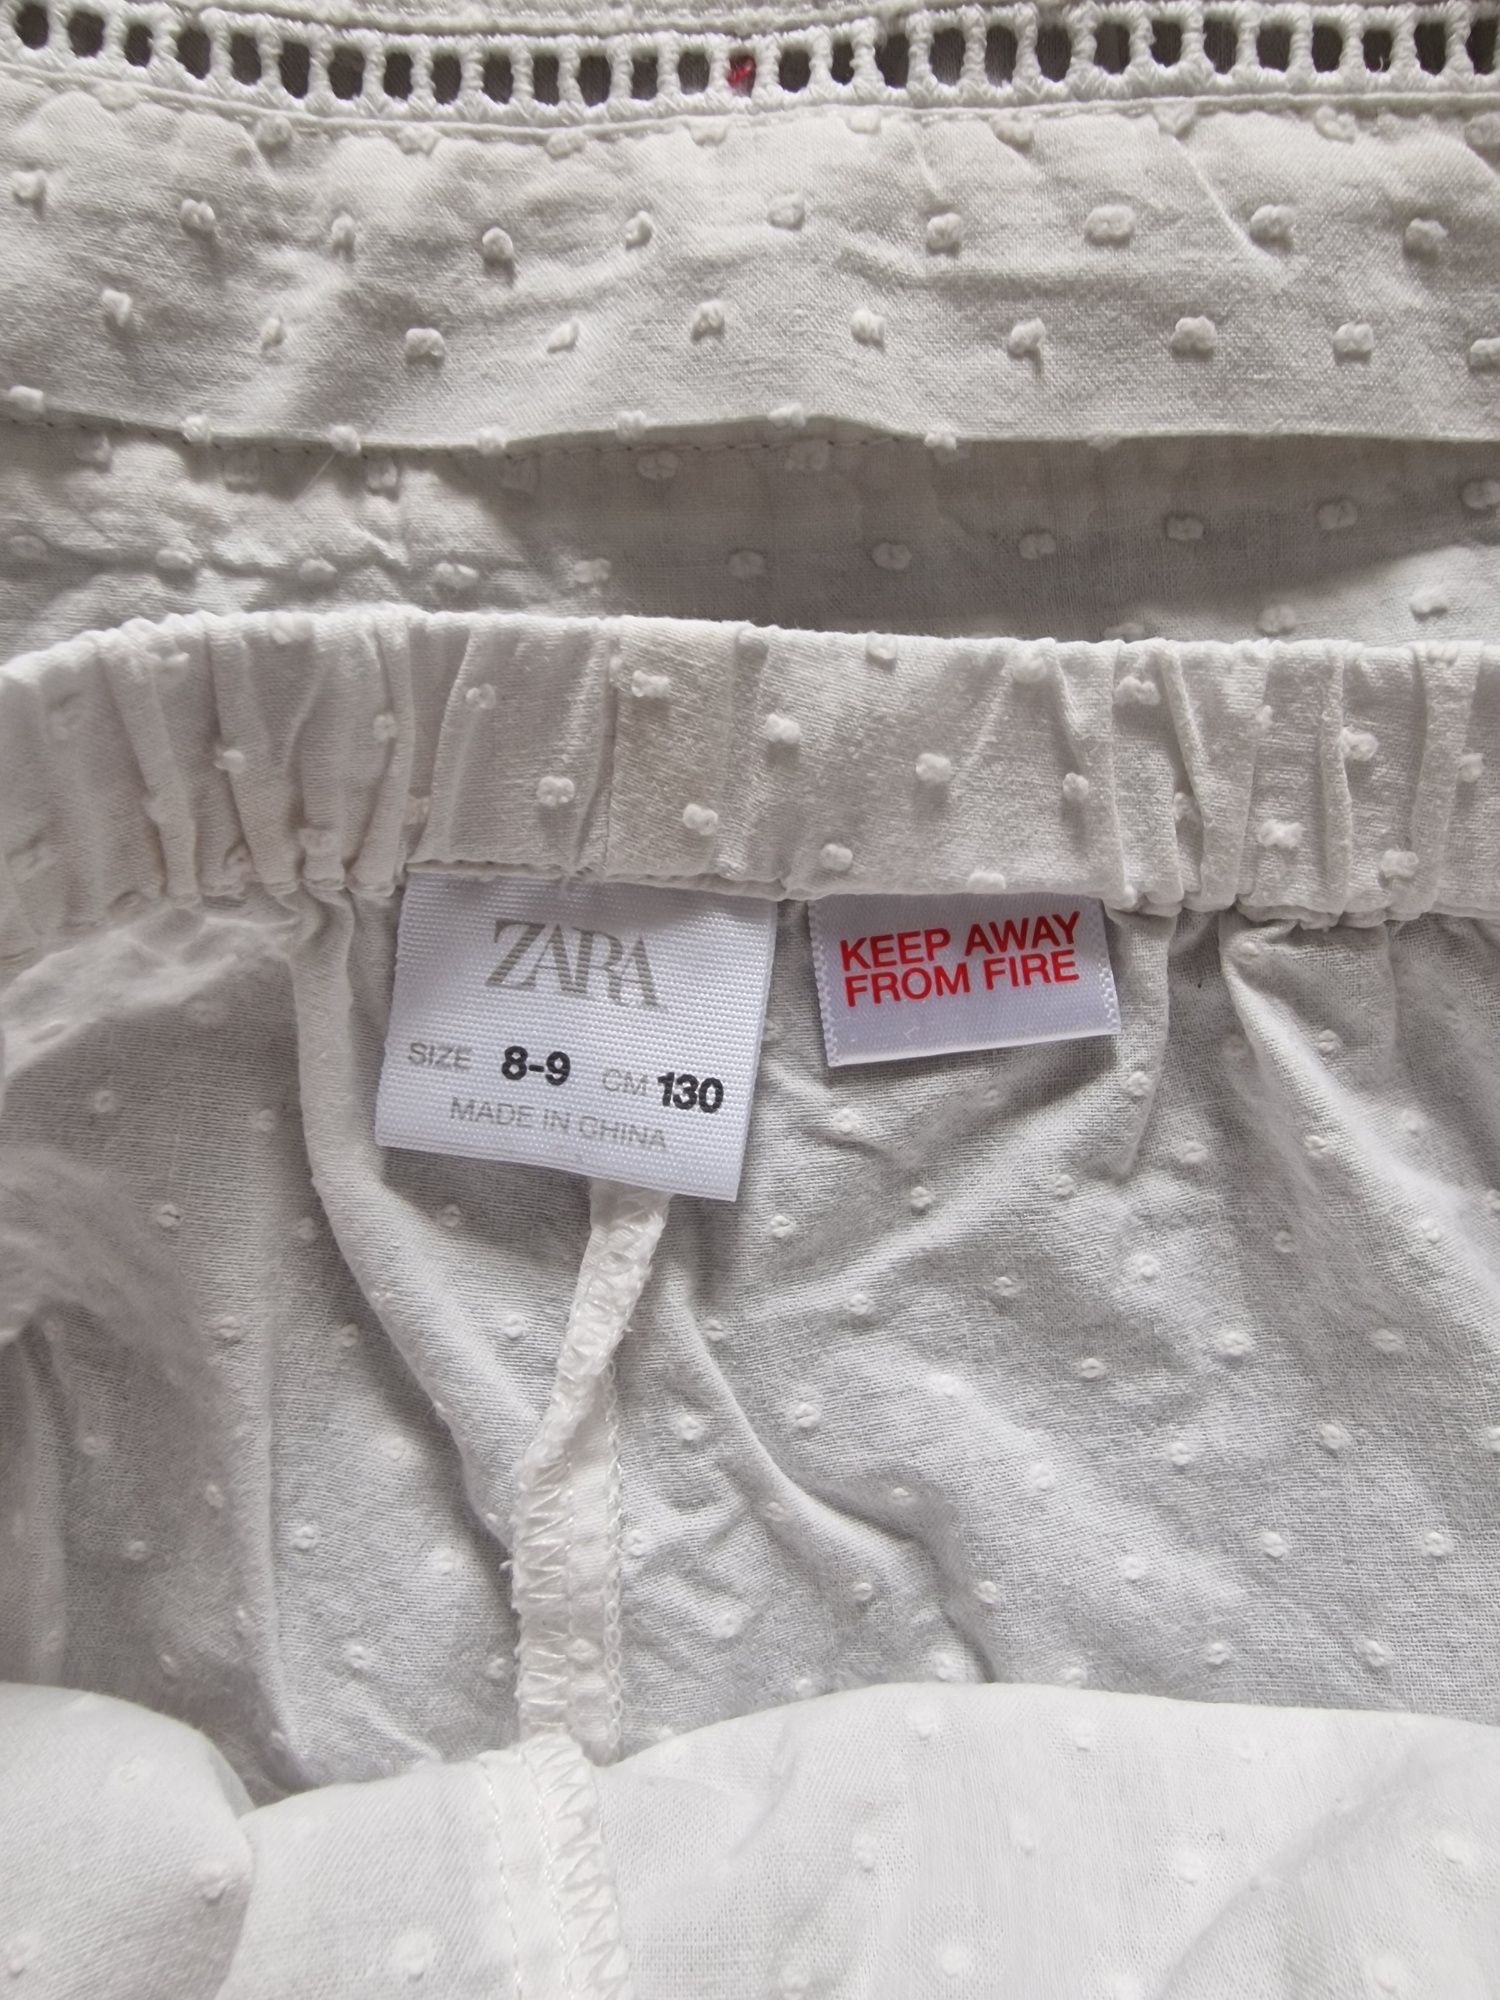 ZARA
SIZE 8-9 CM 130
MADE IN CHINA
KEEP AWAY
FROM FIRE